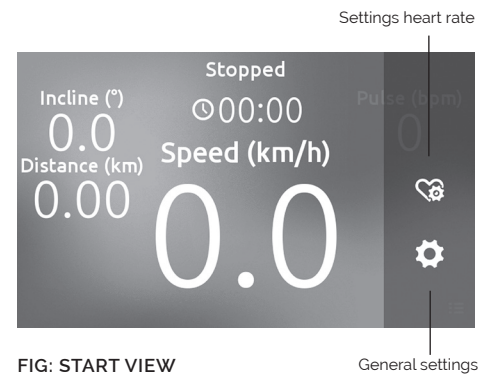 Settings heart rate
Stopped
Incline (°)
00:00
Pulse (bpm)
0.0
0
Speed (km/h)
Distance (km)
0.00
0.0
FIG: START VIEW
General settings